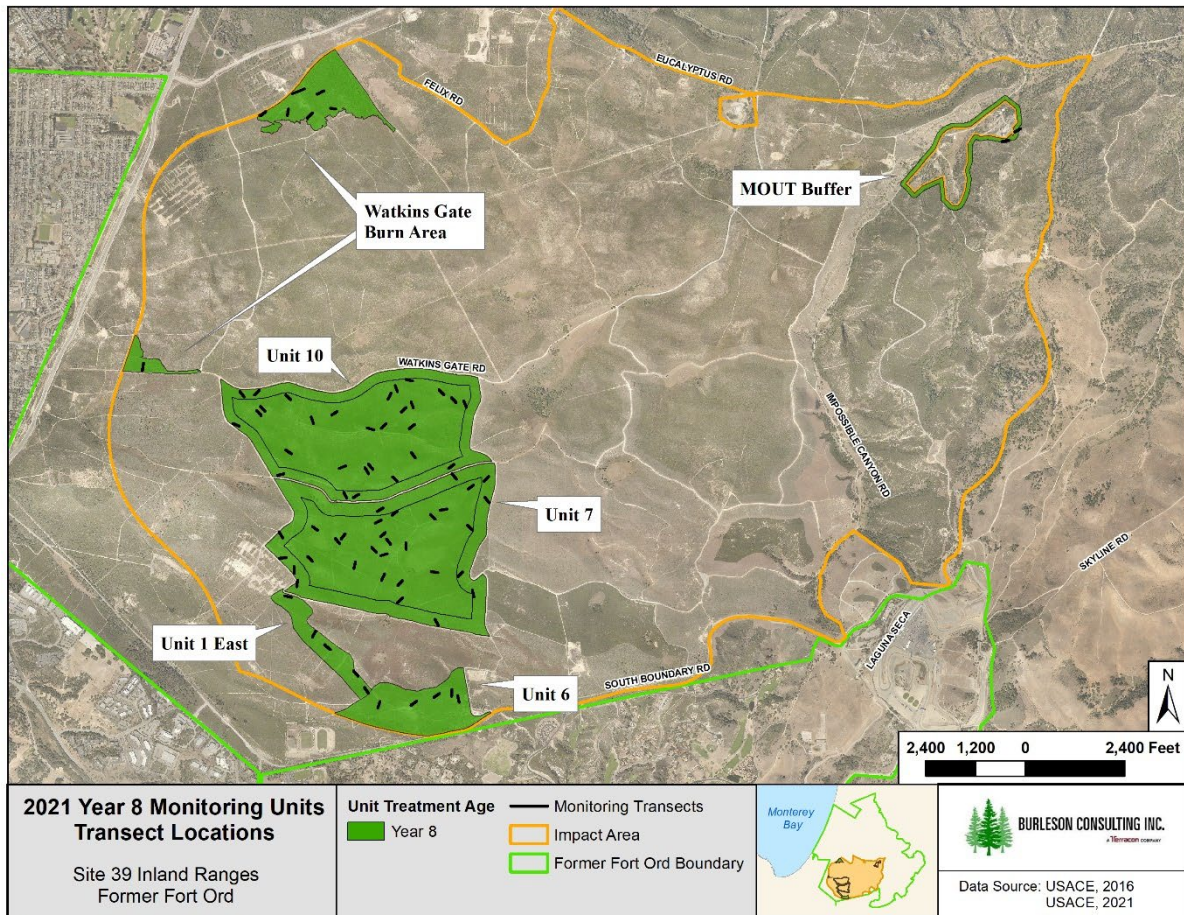 FELIX RD
EUCALYPTUS RD
MOUT Buffer
Watkins Gate
Burn Area
Unit 10
WATKINS GATE RD
IMPOSSIBLE CANYON RD
Unit 7
SKYLINE RD
Unit 1 East
LAGUNA SECA
SOUTH BOUNDARY RD
Unit 6
N
2,400 1,200 0 2,400 Feet
2021 Year 8 Monitoring Units
Transect Locations
Site 39 Inland Ranges
Former Fort Ord
Unit Treatment Age
Year 8
Monitoring Transects
Impact Area
Former Fort Ord Boundary
Monterey
Bay
BURLESON CONSULTING INC.
A Terracon COMPANY
Data Source: USACE, 2016
USACE, 2021